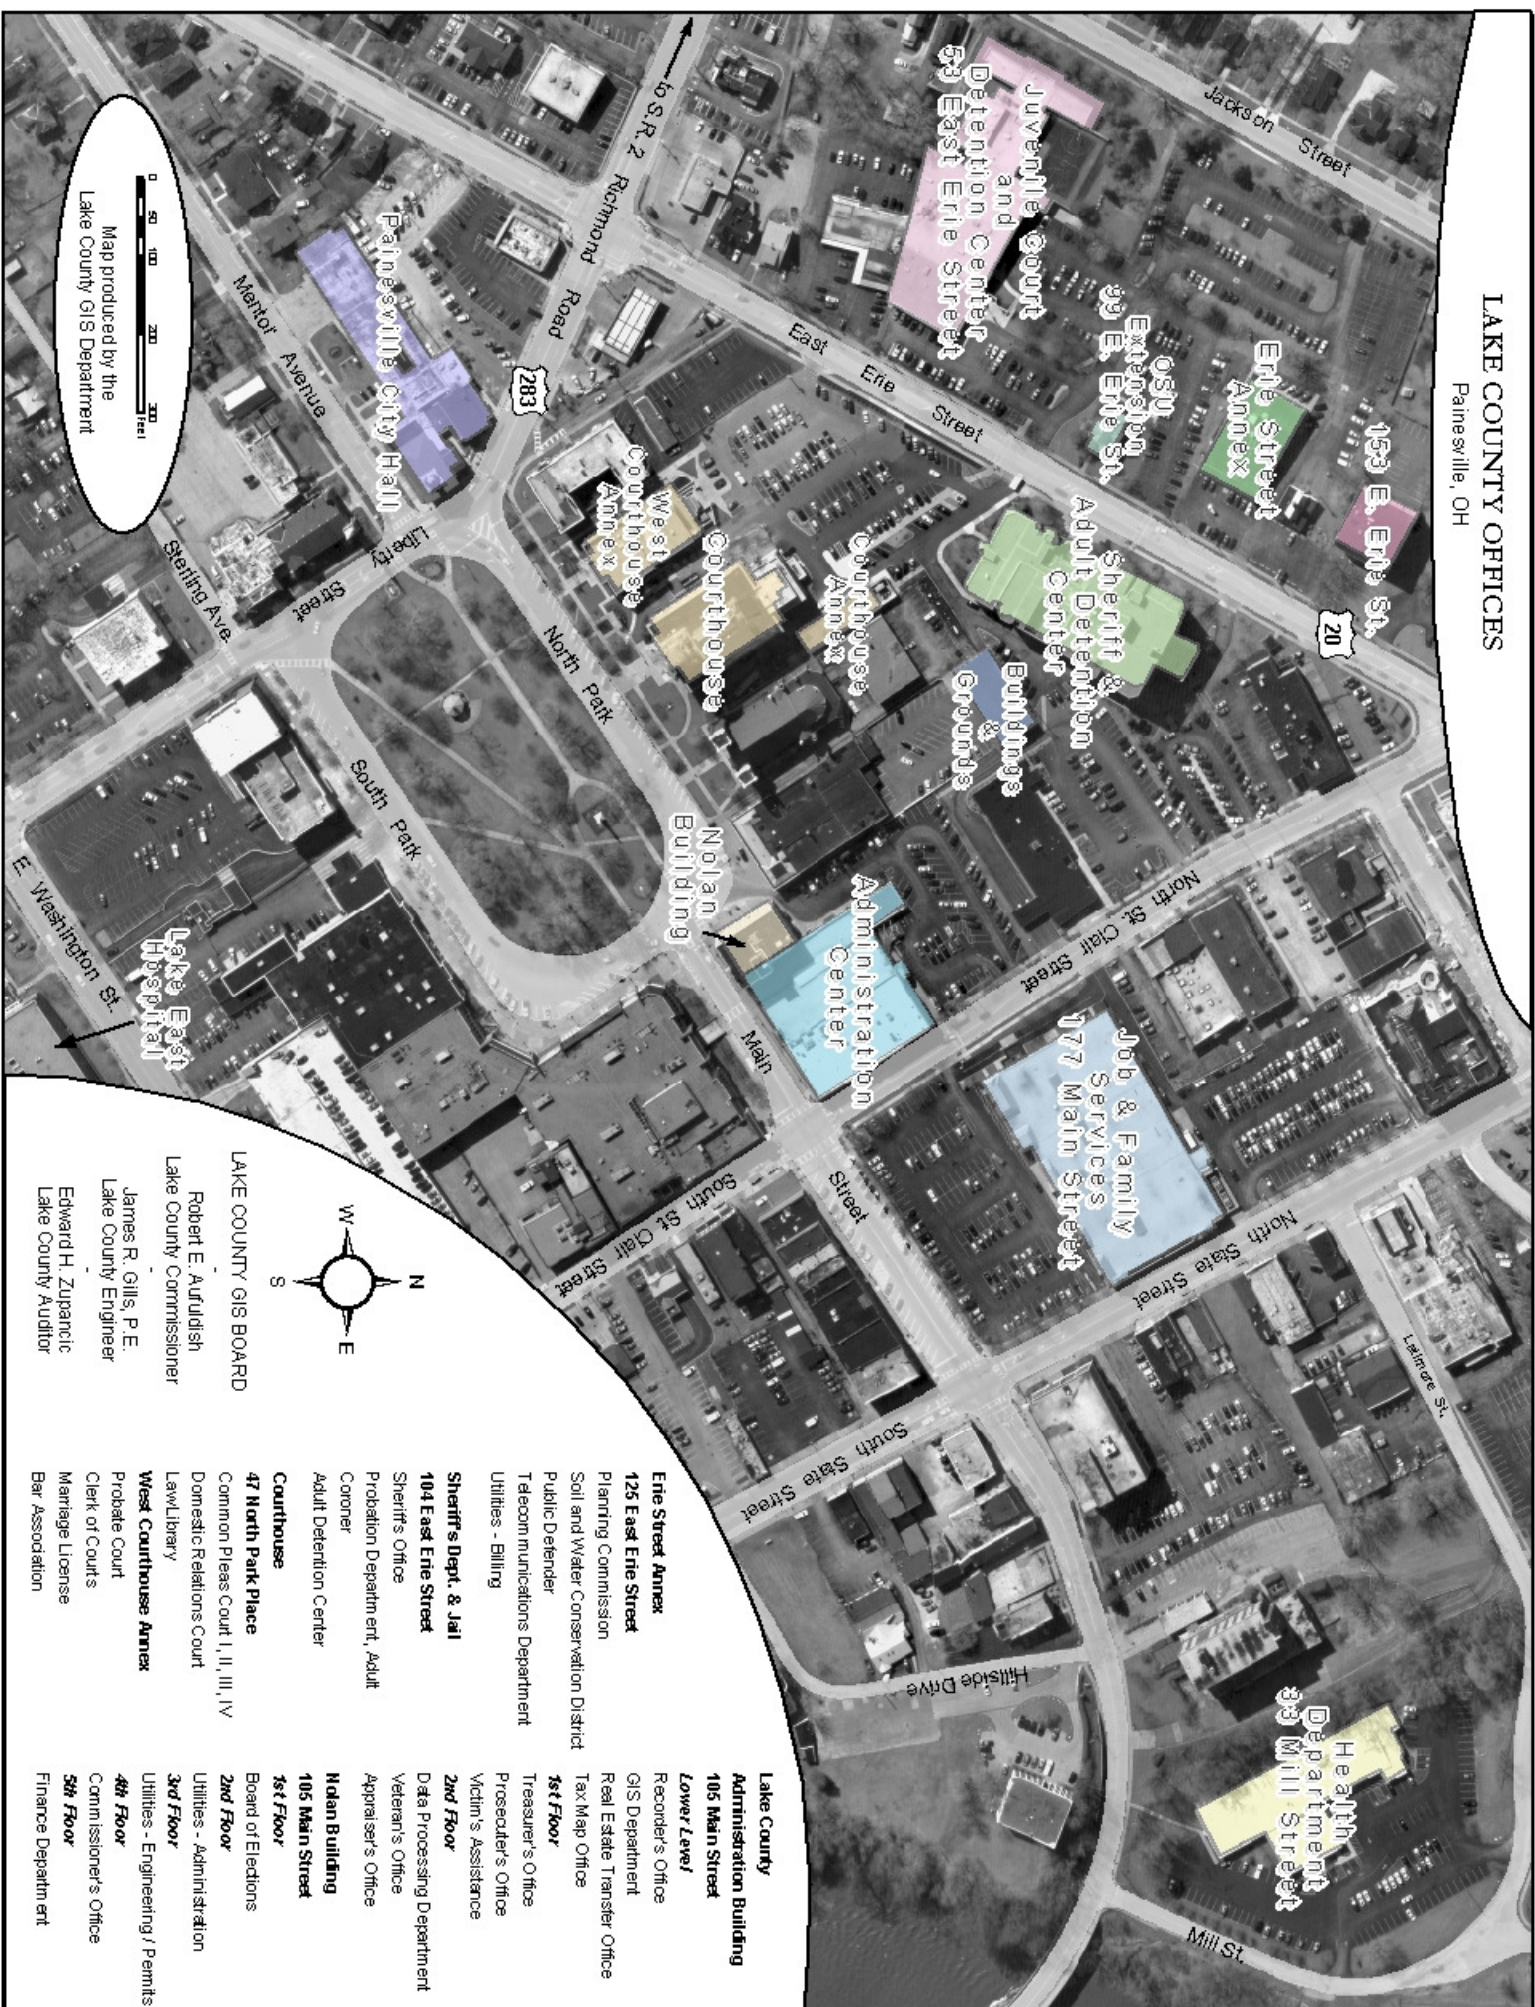 LAKE COUNTY OFFICES
Painesville, OH
Jackson
Street
Juvenile Court
and
Detention Center
53 East Erie Street
OSU
Extension
99 E. Erie St.
Erie Street
Annex
153 E. Erie St.
20
to S.R. 2
Richmond
Road
East
Erie
Street
Sheriff &
Adult Detention
Center
Buildings
&
Grounds
Courthouse
Annex
Courthouse
West
Courthouse
Annex
283
Painesville City Hall
Mentor
Avenue
Liberty
Street
Sterling Ave.
North Park
South Park
Nolan
Building
Administration
Center
North St. Clair Street
Job & Family
Services
177 Main Street
Main
Street
South St Clair Street
North State Street
South State Street
Latimore St.
Hillside Drive
Health
Department
33 Mill Street
Mill St.
E. Washington St.
Lake East
Hospital
0 50 100 200 300
Feet
Map produced by the
Lake County GIS Department
N
W
E
S
LAKE COUNTY GIS BOARD
-
Robert E. Aufuldish
Lake County Commissioner
-
James R. Gills, P.E.
Lake County Engineer
-
Edward H. Zupancic
Lake County Auditor
Erie Street Annex
125 East Erie Street
Planning Commission
Soil and Water Conservation District
Public Defender
Telecommunications Department
Utilities - Billing
Sheriff's Dept. & Jail
104 East Erie Street
Sheriff's Office
Probation Department, Adult
Coroner
Adult Detention Center
Courthouse
47 North Park Place
Common Pleas Court I, II, III, IV
Domestic Relations Court
Law Library
West Courthouse Annex
Probate Court
Clerk of Courts
Marriage License
Bar Association
Lake County
Administration Building
105 Main Street
Lower Level
Recorder's Office
GIS Department
Real Estate Transfer Office
Tax Map Office
1st Floor
Treasurer's Office
Prosecuter's Office
Victim's Assistance
2nd Floor
Data Processing Department
Veteran's Office
Appraiser's Office
Nolan Building
105 Main Street
1st Floor
Board of Elections
2nd Floor
Utilities - Administration
3rd Floor
Utilities - Engineering / Permits
4th Floor
Commissioner's Office
5th Floor
Finance Department